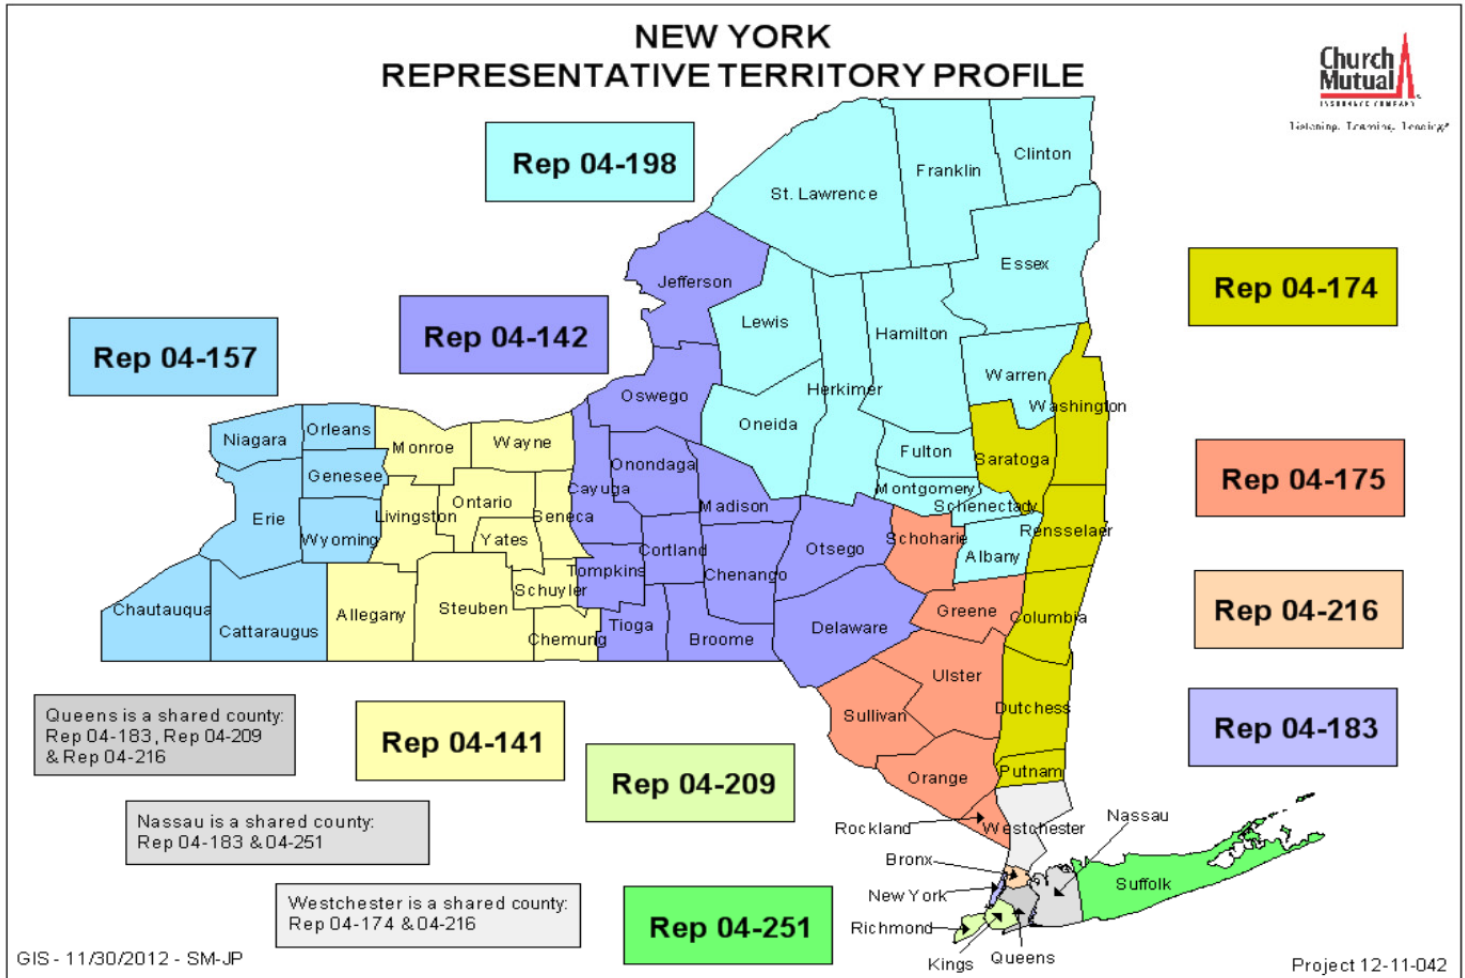 NEW YORK
REPRESENTATIVE TERRITORY PROFILE
Church
Mutual
INSURANCE COMPANY
Listening. Learning. Leading.®
Rep 04-198
Clinton
Franklin
St. Lawrence
Essex
Rep 04-174
Jefferson
Rep 04-142
Lewis
Hamilton
Rep 04-157
Warren
Herkimer
Oswego
Washington
Oneida
Orleans
Niagara
Monroe
Wayne
Fulton
Saratoga
Onondaga
Genesee
Rep 04-175
Cayuga
Montgomery
Ontario
Madison
Schenectady
Livingston
Seneca
Erie
Rensselaer
Wyoming
Yates
Schoharie
Cortland
Otsego
Albany
Tompkins
Chenango
Schuyler
Chautauqua
Steuben
Allegany
Greene
Columbia
Rep 04-216
Cattaraugus
Chemung
Tioga
Broome
Delaware
Ulster
Queens is a shared county:
Rep 04-183, Rep 04-209
& Rep 04-216
Sullivan
Dutchess
Rep 04-183
Rep 04-141
Rep 04-209
Orange
Putnam
Nassau is a shared county:
Rep 04-183 & 04-251
Rockland
Westchester
Nassau
Bronx
Suffolk
New York
Westchester is a shared county:
Rep 04-174 & 04-216
Rep 04-251
Richmond
Kings
Queens
GIS - 11/30/2012 - SM-JP
Project 12-11-042